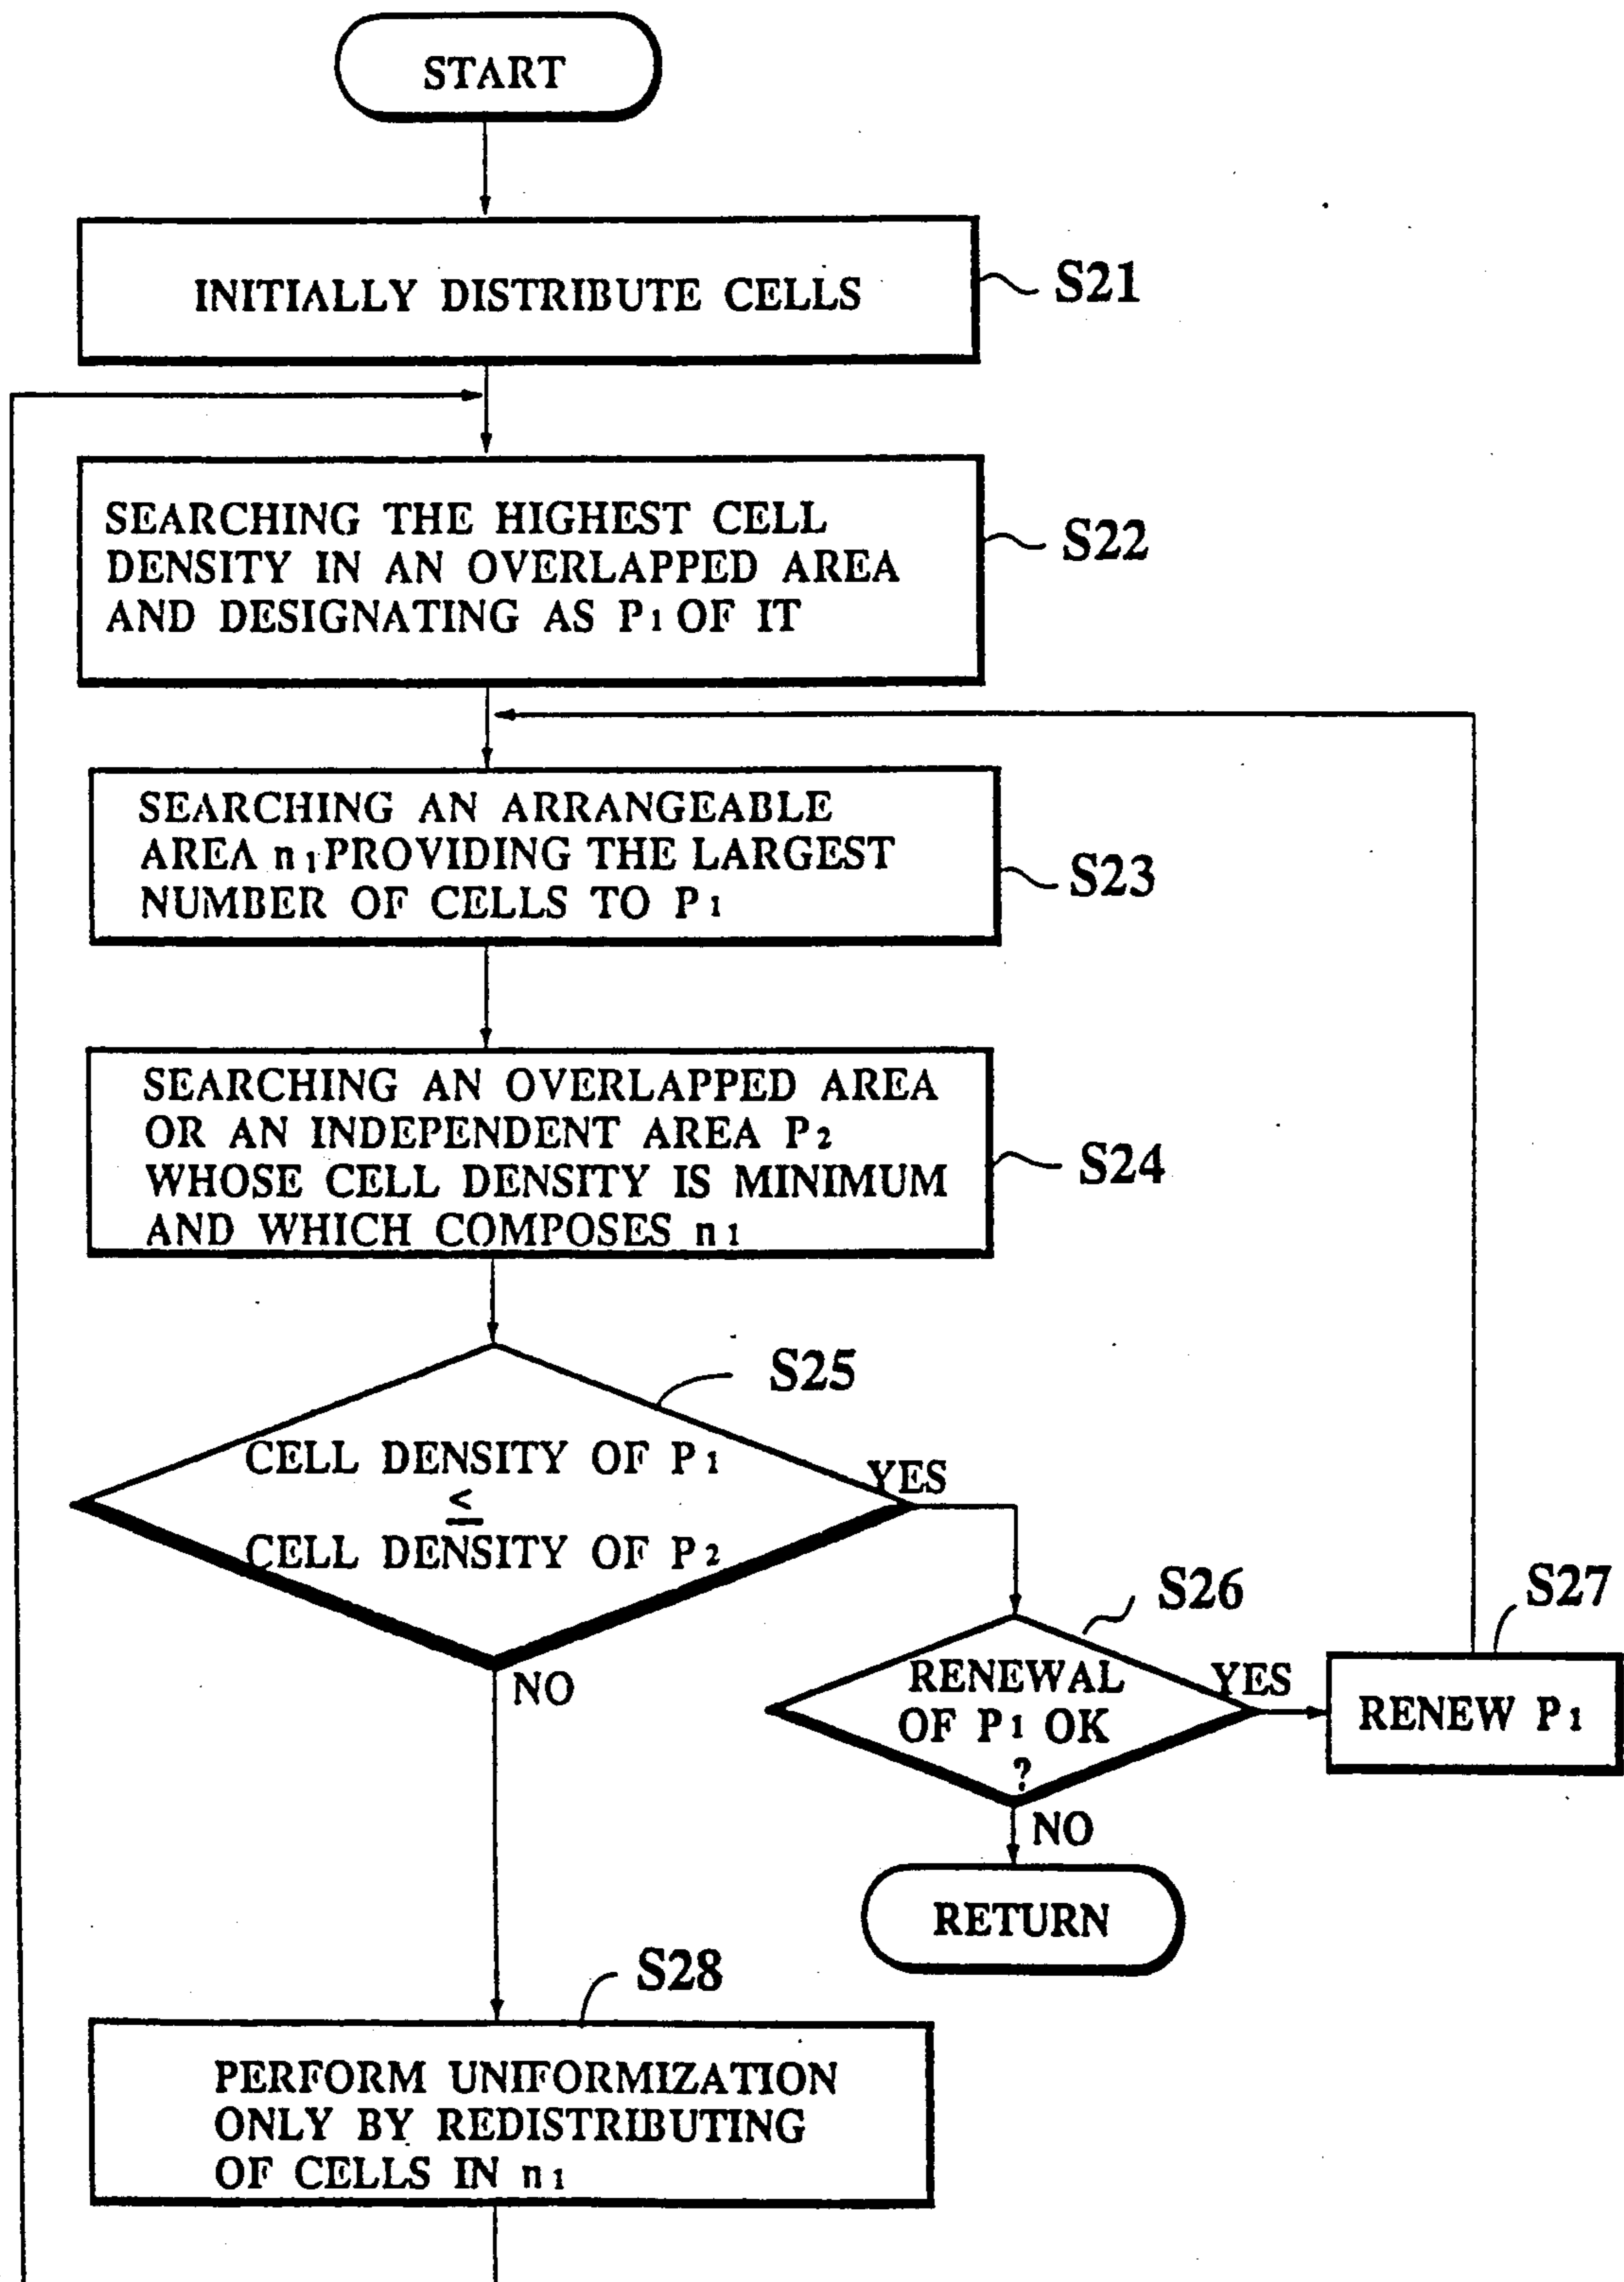 START
INITIALLY DISTRIBUTE CELLS
S21
SEARCHING THE HIGHEST CELL
DENSITY IN AN OVERLAPPED AREA
AND DESIGNATING AS P1 OF IT
S22
SEARCHING AN ARRANGEABLE
AREA n1 PROVIDING THE LARGEST
NUMBER OF CELLS TO P1
S23
SEARCHING AN OVERLAPPED AREA
OR AN INDEPENDENT AREA P2
WHOSE CELL DENSITY IS MINIMUM
AND WHICH COMPOSES n1
S24
S25
CELL DENSITY OF P1
≤
CELL DENSITY OF P2
YES
NO
S26
RENEWAL
OF P1 OK
?
YES
NO
S27
RENEW P1
RETURN
S28
PERFORM UNIFORMIZATION
ONLY BY REDISTRIBUTING
OF CELLS IN n1